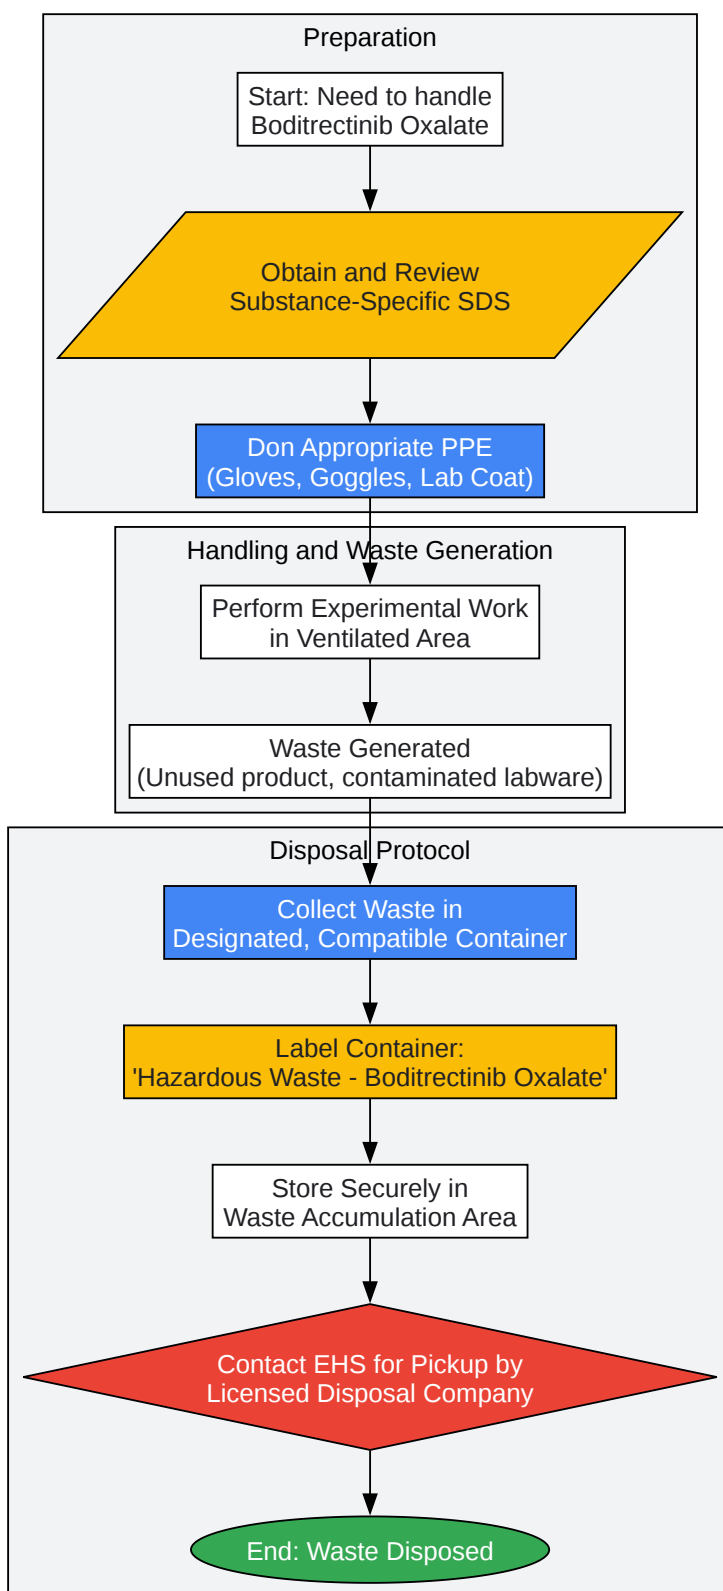 Preparation
Start: Need to handle
Boditrectinib Oxalate
Obtain and Review
Substance-Specific SDS
Don Appropriate PPE
(Gloves, Goggles, Lab Coat)
Handling and Waste Generation
Perform Experimental Work
in Ventilated Area
Waste Generated
(Unused product, contaminated labware)
Disposal Protocol
Collect Waste in
Designated, Compatible Container
Label Container:
'Hazardous Waste - Boditrectinib Oxalate'
Store Securely in
Waste Accumulation Area
Contact EHS for Pickup by
Licensed Disposal Company
End: Waste Disposed